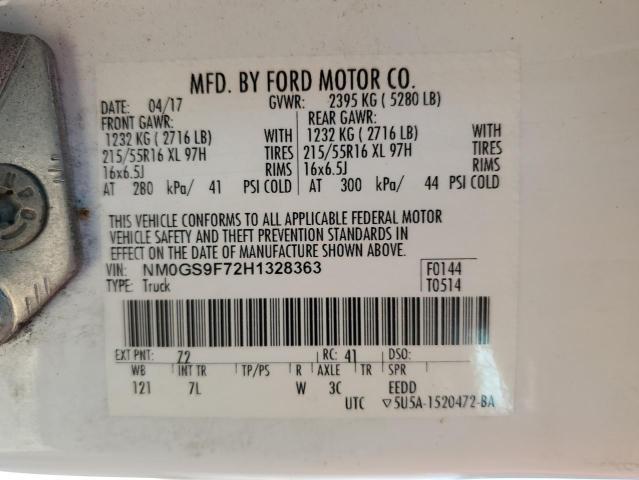 MFD. BY FORD MOTOR CO.
DATE: 04/17 GVWR: 2395 KG ( 5280 LB)
FRONT GAWR: REAR GAWR:
1232 KG ( 2716 LB) WITH 1232 KG ( 2716 LB) WITH
215/55R16 XL 97H TIRES 215/55R16 XL 97H TIRES
16x6.5J RIMS 16x6.5J RIMS
AT 280 kPa/ 41 PSI COLD AT 300 kPa/ 44 PSI COLD
THIS VEHICLE CONFORMS TO ALL APPLICABLE FEDERAL MOTOR
VEHICLE SAFETY AND THEFT PREVENTION STANDARDS IN
EFFECT ON THE DATE OF MANUFACTURE SHOWN ABOVE.
VIN: NM0GS9F72H1328363 F0144
TYPE: Truck T0514
EXT PNT: 72 RC: 41 DSO:
WB INT TR TP/PS R AXLE TR SPR
121 7L W 3C EEDD
UTC ▽5U5A-1520472-BA